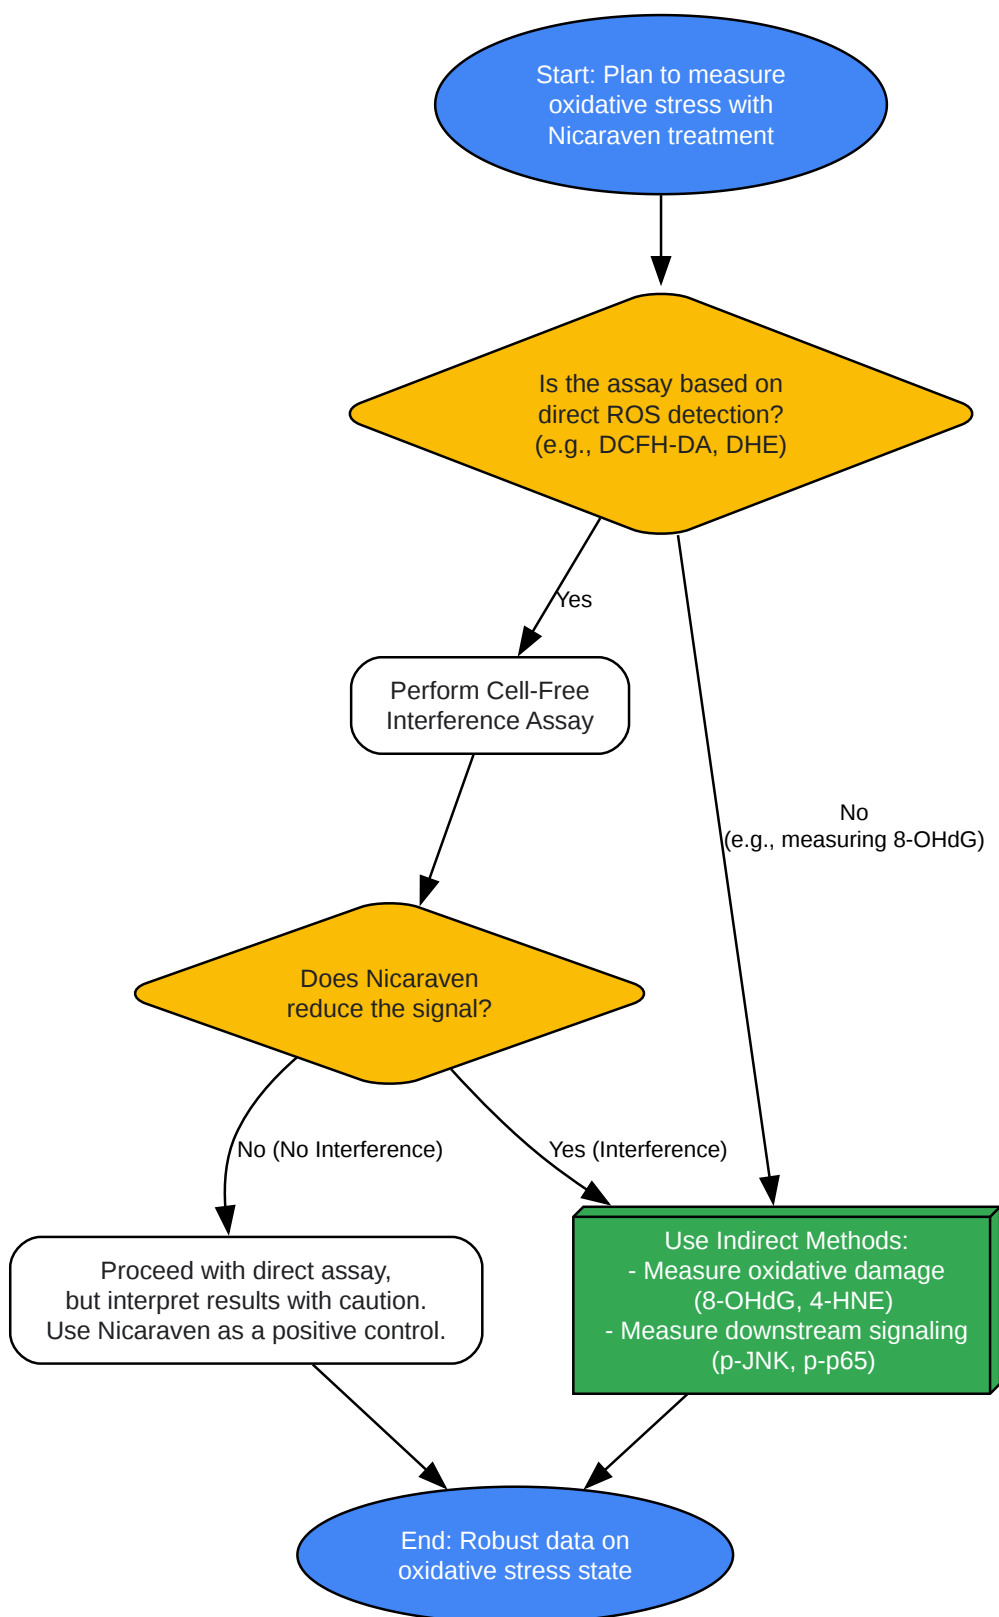 Start: Plan to measure
oxidative stress with
Nicaraven treatment
Is the assay based on
direct ROS detection?
(e.g., DCFH-DA, DHE)
Yes
Perform Cell-Free
Interference Assay
No
(e.g., measuring 8-OHdG)
Does Nicaraven
reduce the signal?
No (No Interference)
Yes (Interference)
Proceed with direct assay,
but interpret results with caution.
Use Nicaraven as a positive control.
Use Indirect Methods:
- Measure oxidative damage
(8-OHdG, 4-HNE)
- Measure downstream signaling
(p-JNK, p-p65)
End: Robust data on
oxidative stress state